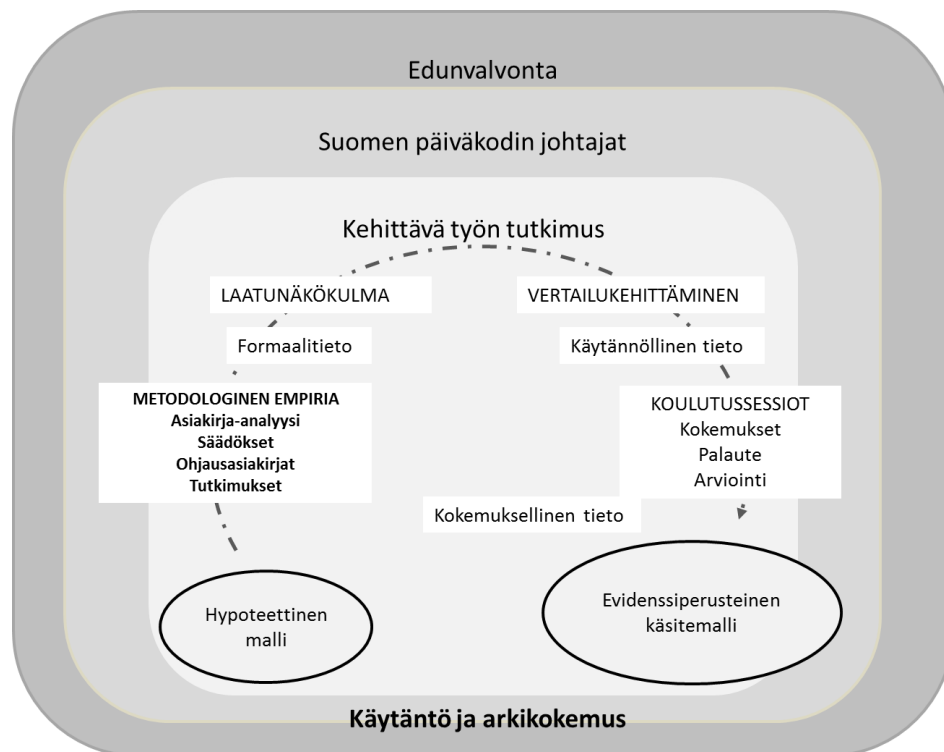 Edunvalvonta
Suomen päiväkodin johtajat
Kehittävä työn tutkimus
LAATUNÄKÖKULMA
VERTAILUKEHITTÄMINEN
Formaalitieto
Käytännöllinen tieto
METODOLOGINEN EMPIRIA
Asiakirja-analyysi
Säädökset
Ohjausasiakirjat
Tutkimukset
KOULUTUSSESSIOT
Kokemukset
Palaute
Arviointi
Kokemuksellinen tieto
Hypoteettinen
malli
Evidenssiperusteinen
käsitemalli
Käytäntö ja arkikokemus